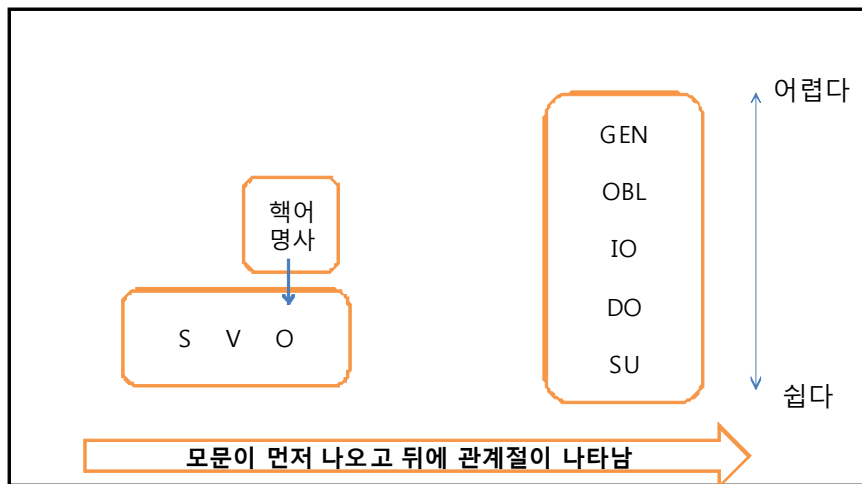 어렵다
GEN
OBL
IO
DO
SU
쉽다
핵어
명사
S V O
모문이 먼저 나오고 뒤에 관계절이 나타남